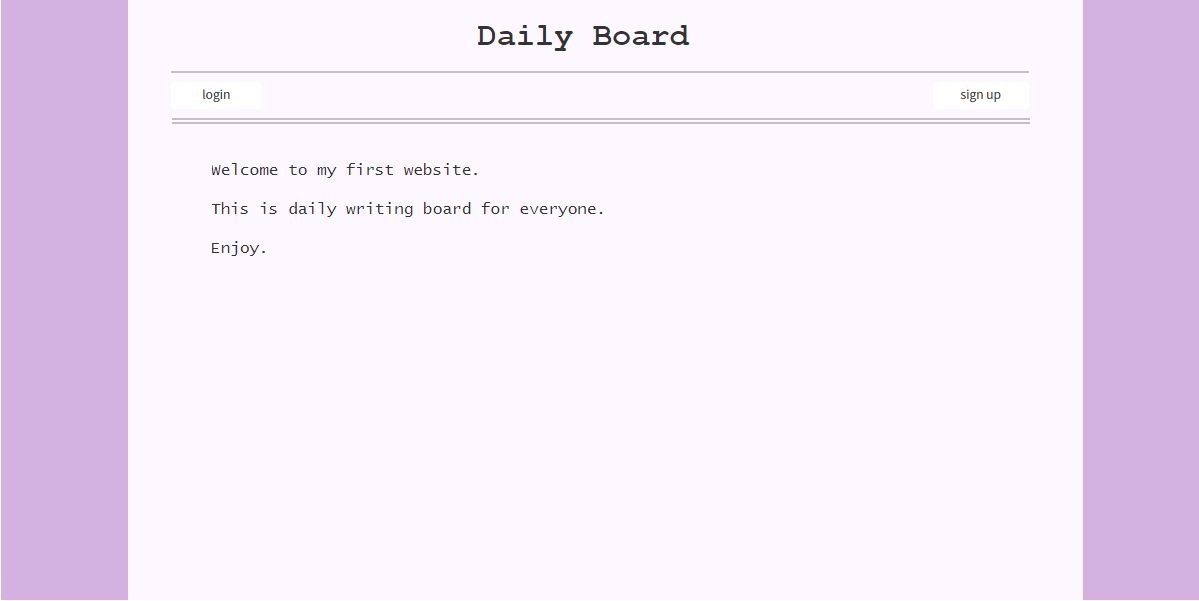 Daily Board
login
sign up
Welcome to my first website.
This is daily writing board for everyone.
Enjoy.